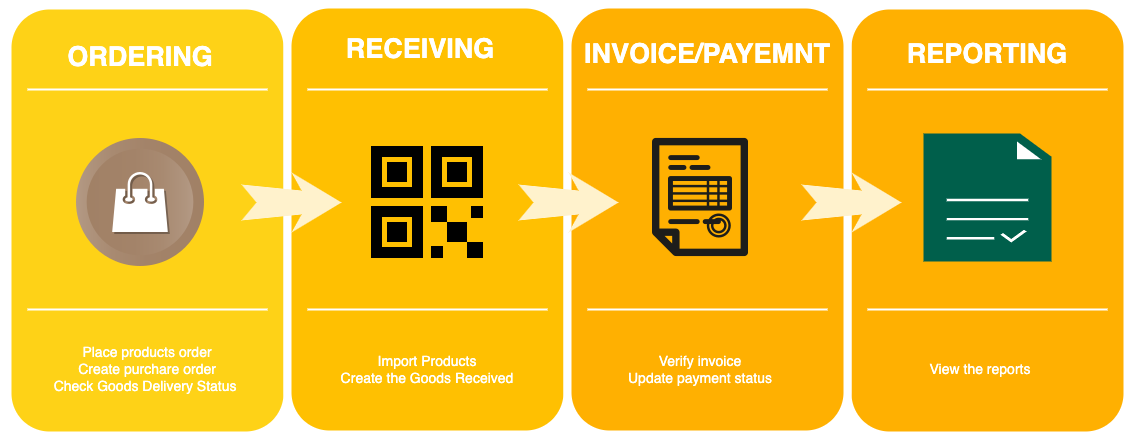 ORDERING
Place products order
Create purchare order
Check Goods Delivery Status
RECEIVING
Import Products
Create the Goods Received
INVOICE/PAYEMNT
Verify invoice
Update payment status
REPORTING
View the reports